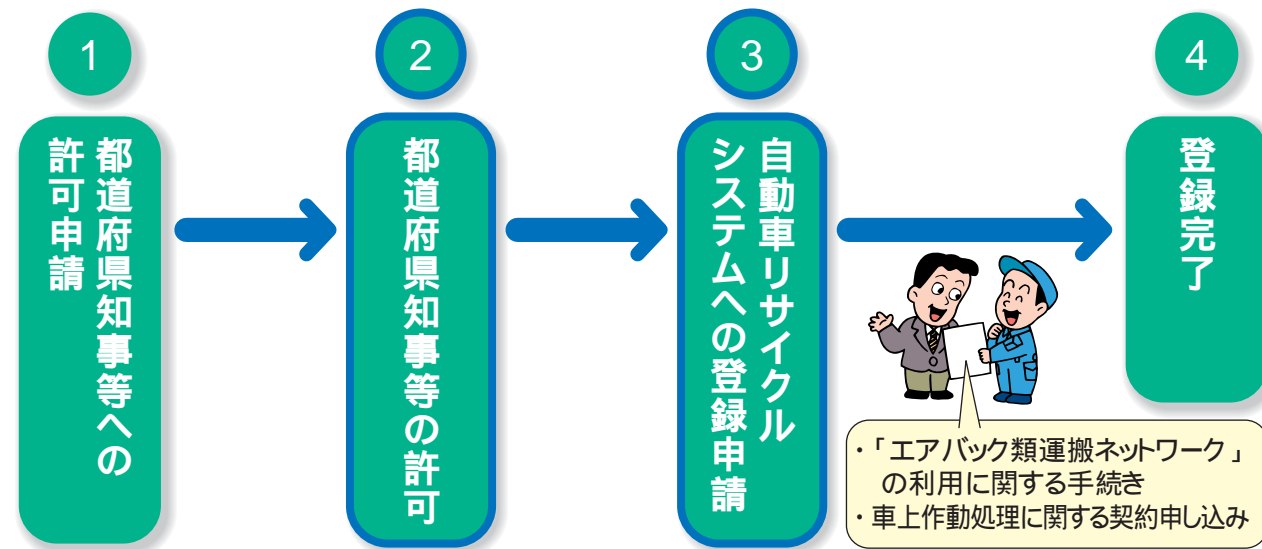 1
都道府県知事等への
許可申請
2
都道府県知事等の許可
3
自動車リサイクル
システムへの登録申請
4
登録完了
・「エアバック類運搬ネットワーク」
の利用に関する手続き
・車上作動処理に関する契約申し込み